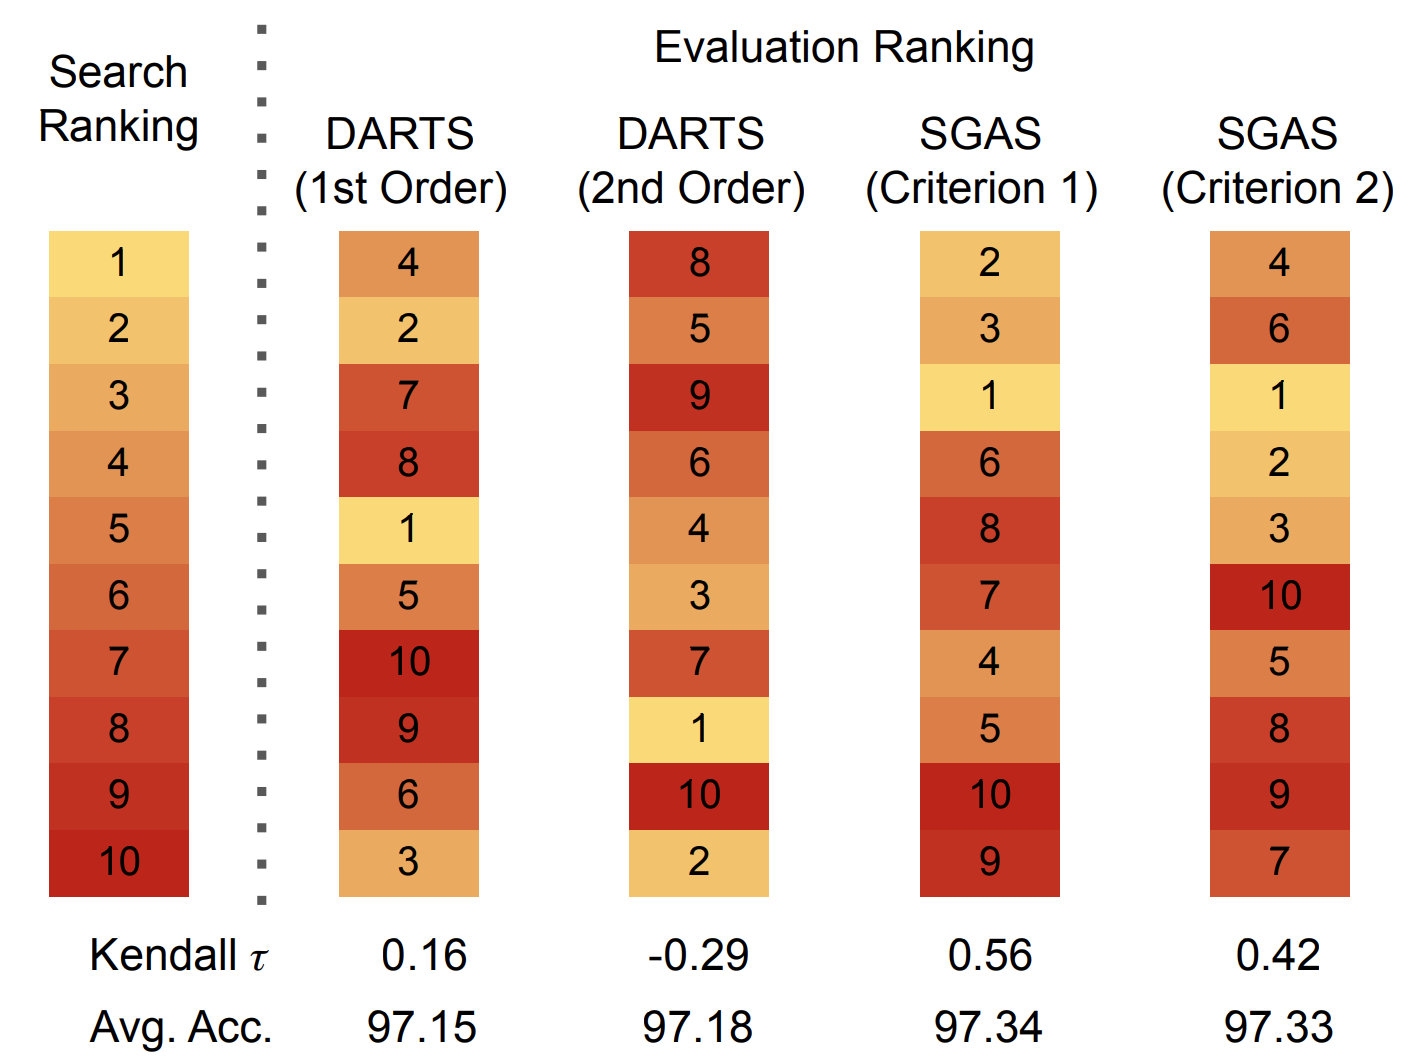 Evaluation Ranking
Search
Ranking
DARTS
(1st Order)
DARTS
(2nd Order)
SGAS
(Criterion 1)
SGAS
(Criterion 2)
1 4 8 2 4
2 2 5 3 6
3 7 9 1 1
4 8 6 6 2
5 1 4 8 3
6 5 3 7 10
7 10 7 4 5
8 9 1 5 8
9 6 10 10 9
10 3 2 9 7
Kendall τ 0.16 -0.29 0.56 0.42
Avg. Acc. 97.15 97.18 97.34 97.33